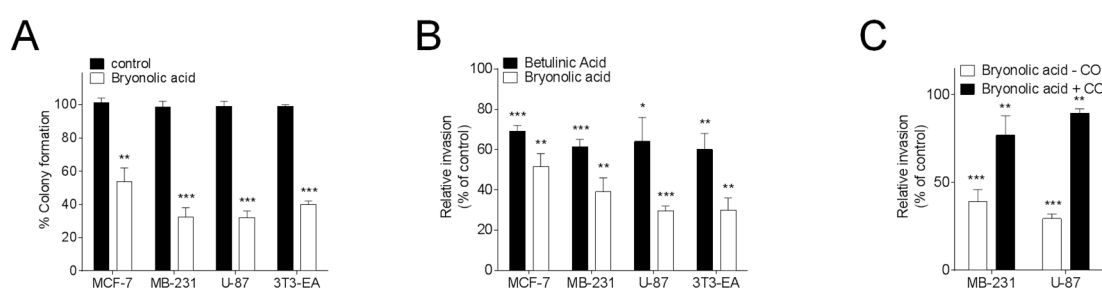 A
control
Bryonolic acid
% Colony formation
120
100
80
60
40
20
0
**
***
***
***
MCF-7 MB-231 U-87 3T3-EA
B
Betulinic Acid
Bryonolic acid
Relative invasion
(% of control)
100
80
60
40
20
0
***
**
***
**
*
***
**
**
MCF-7 MB-231 U-87 3T3-EA
C
Bryonolic acid - CO
Bryonolic acid + CO
Relative invasion
(% of control)
100
50
0
***
**
***
**
MB-231 U-87